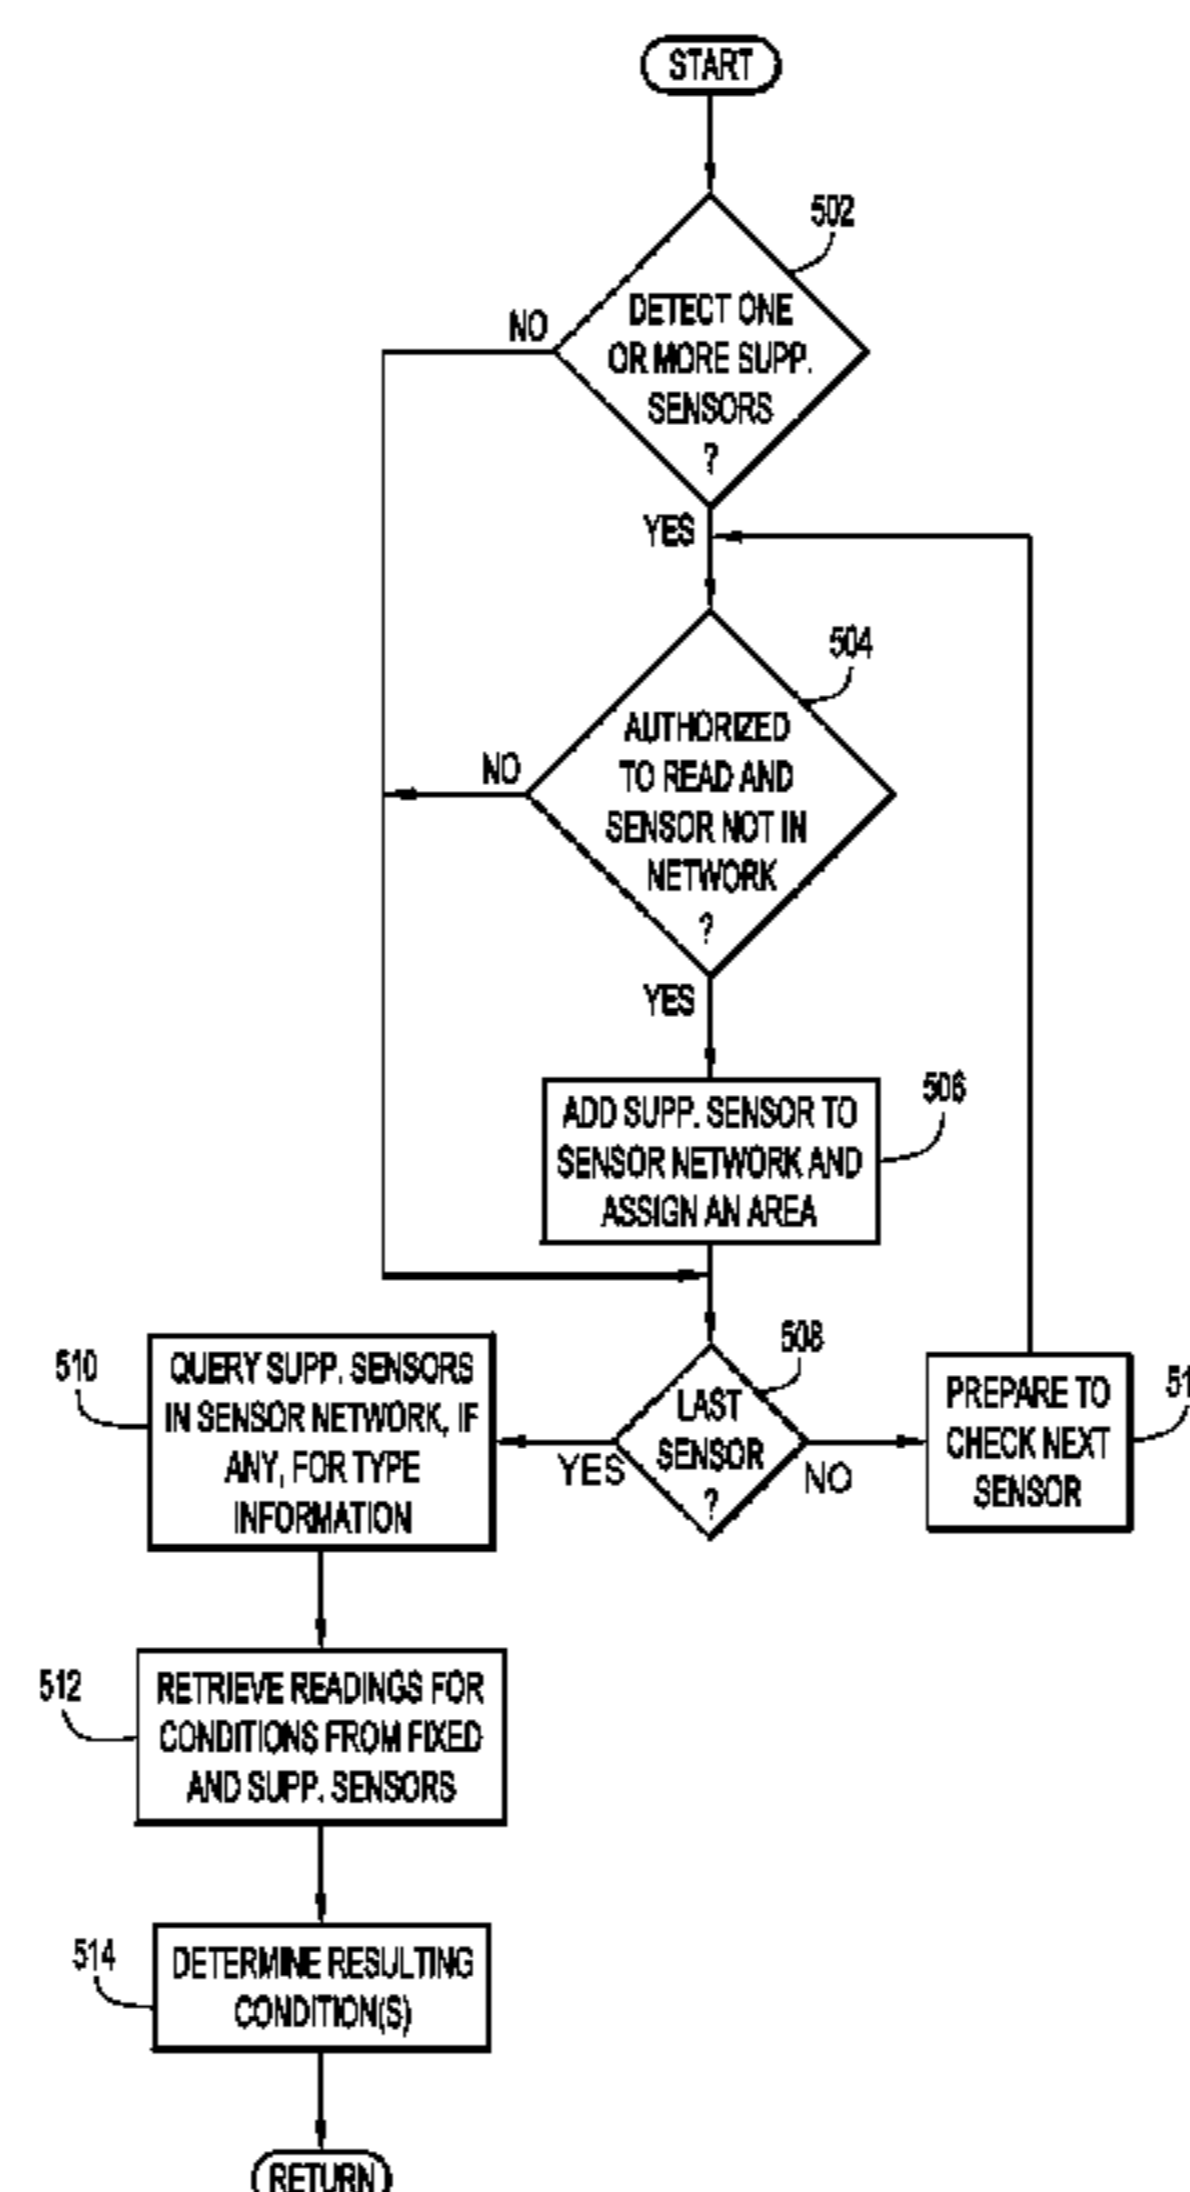 START
502
DETECT ONE
OR MORE SUPP.
SENSORS
?
NO
YES
504
AUTHORIZED
TO READ AND
SENSOR NOT IN
NETWORK
?
NO
YES
506
ADD SUPP. SENSOR TO
SENSOR NETWORK AND
ASSIGN AN AREA
508
LAST
SENSOR
?
YES
NO
PREPARE TO
CHECK NEXT
SENSOR
510
QUERY SUPP. SENSORS
IN SENSOR NETWORK, IF
ANY, FOR TYPE
INFORMATION
512
RETRIEVE READINGS FOR
CONDITIONS FROM FIXED
AND SUPP. SENSORS
514
DETERMINE RESULTING
CONDITION(S)
RETURN